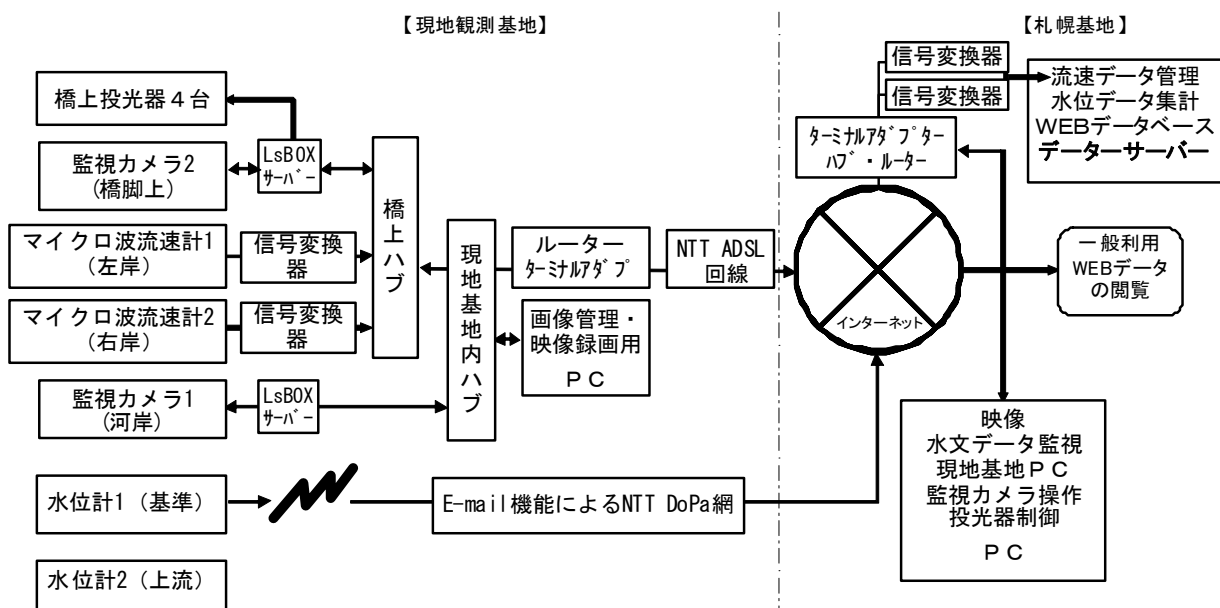 【現地観測基地】
【札幌基地】
橋上投光器４台
監視カメラ2
(橋脚上)
LsBOX
ｻｰﾊﾞｰ
マイクロ波流速計1
(左岸)
信号変換
器
マイクロ波流速計2
(右岸)
信号変換
器
橋上ハブ
監視カメラ1
(河岸)
LsBOX
ｻｰﾊﾞｰ
現地基地内ハブ
ルーター
ﾀｰﾐﾅﾙｱﾀﾞﾌﾟ
画像管理・
映像録画用
ＰＣ
NTT ADSL
回線
水位計1（基準）
E-mail機能によるNTT DoPa網
水位計2（上流）
信号変換器
信号変換器
ﾀｰﾐﾅﾙｱﾀﾞﾌﾟﾀｰ
ﾊﾌﾞ・ﾙｰﾀｰ
インターネット
流速データ管理
水位データ集計
ＷＥＢデータベース
データーサーバー
一般利用
WEBデータ
の閲覧
映像
水文データ監視
現地基地ＰＣ
監視カメラ操作
投光器制御
ＰＣ